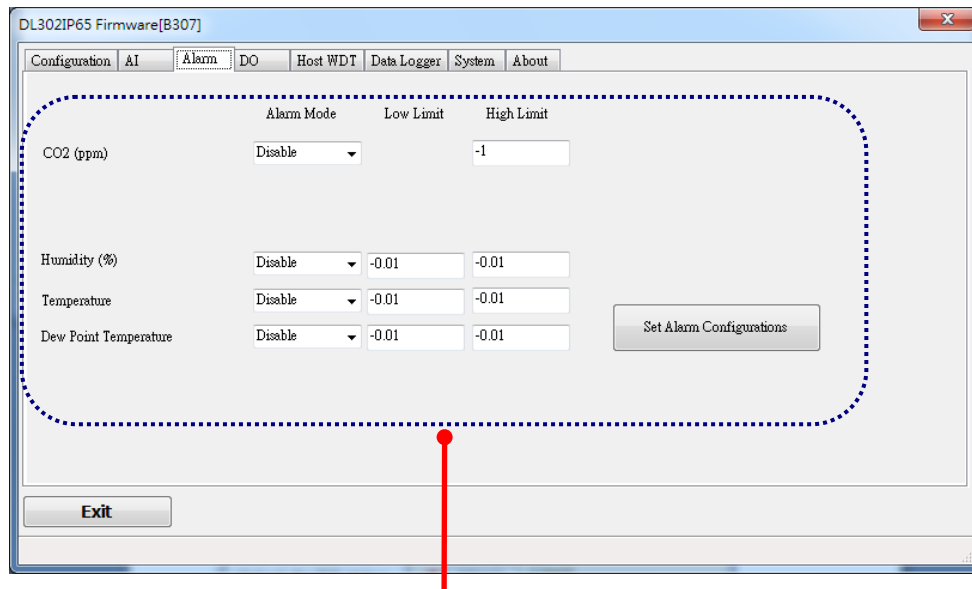 DL302IP65 Firmware[B307]
Configuration AI Alarm DO Host WDT Data Logger System About
Alarm Mode Low Limit High Limit
CO2 (ppm) Disable -1
Humidity (%) Disable -0.01 -0.01
Temperature Disable -0.01 -0.01
Dew Point Temperature Disable -0.01 -0.01
Set Alarm Configurations
Exit